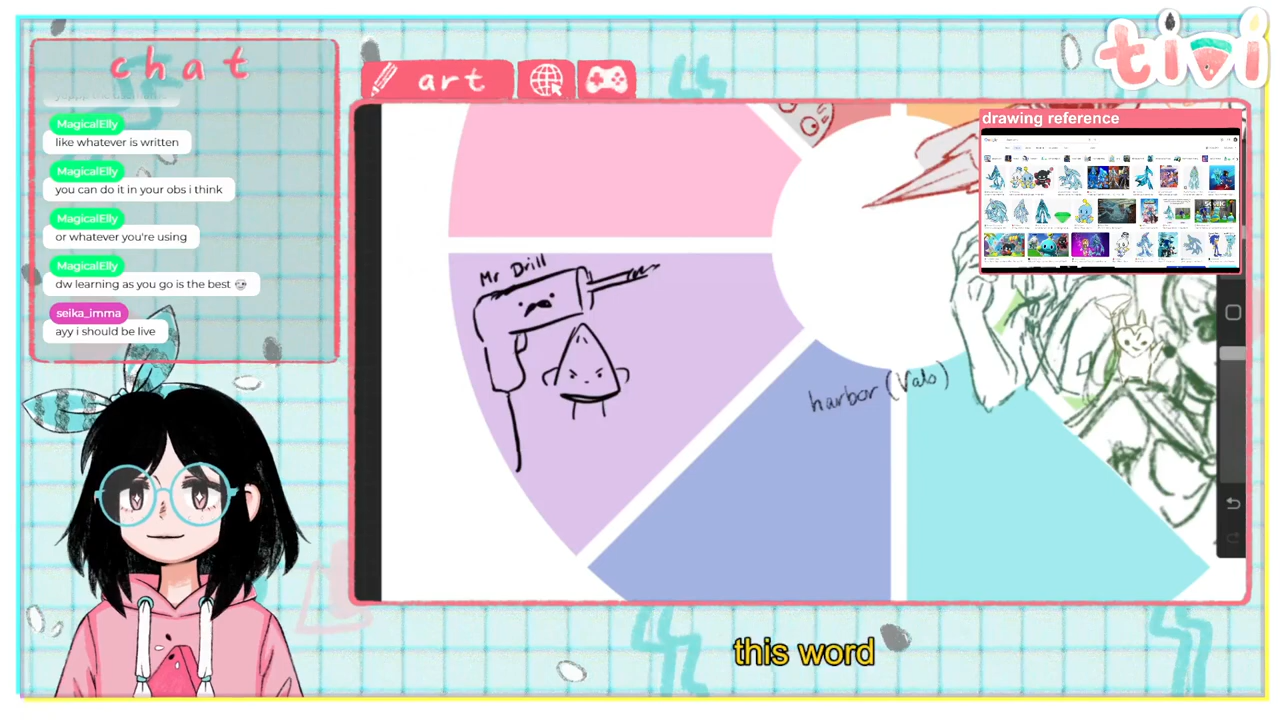 chat
MagicalElly
like whatever is written
MagicalElly
you can do it in your obs i think
MagicalElly
or whatever you're using
MagicalElly
dw learning as you go is the best
seika_imma
ayy i should be live
art
tivi
drawing reference
Mr Drill
harbor (Valo)
this word